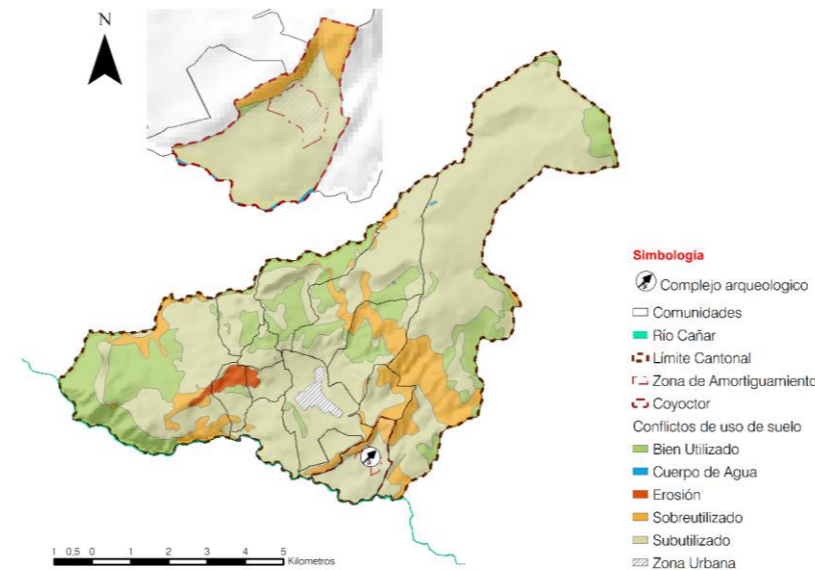 N
Simbología
Complejo arqueologico
Comunidades
Río Cañar
Límite Cantonal
Zona de Amortiguamiento
Coyoctor
Conflictos de uso de suelo
Bien Utilizado
Cuerpo de Agua
Erosión
Sobreutilizado
Subutilizado
Zona Urbana
1 0.5 0 1 2 3 4 5
Kilometros